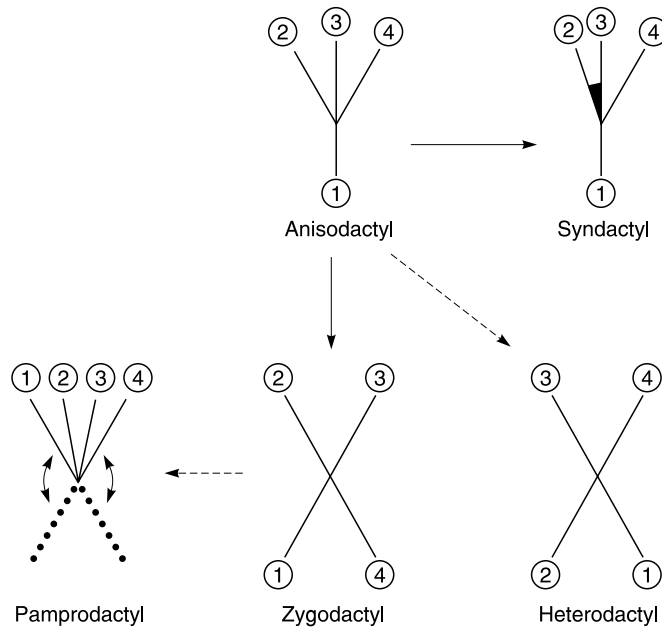 ② ③ ④ ② ③ ④
① ①
Anisodactyl Syndactyl
① ② ③ ④ ② ③ ③ ④
① ④ ② ①
Pamprodactyl Zygodactyl Heterodactyl